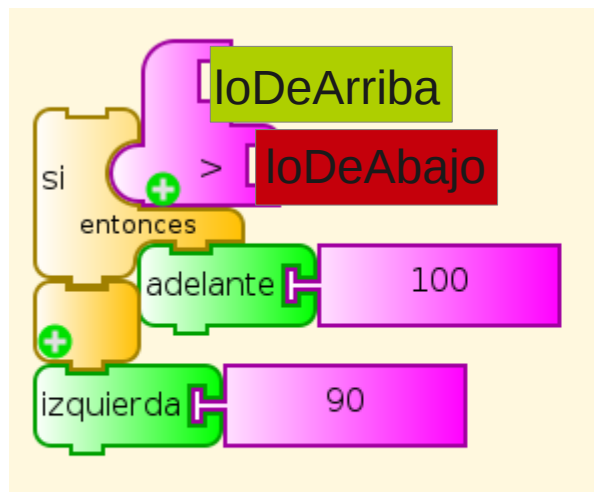 loDeArriba
si > loDeAbajo
entonces
adelante 100
izquierda 90